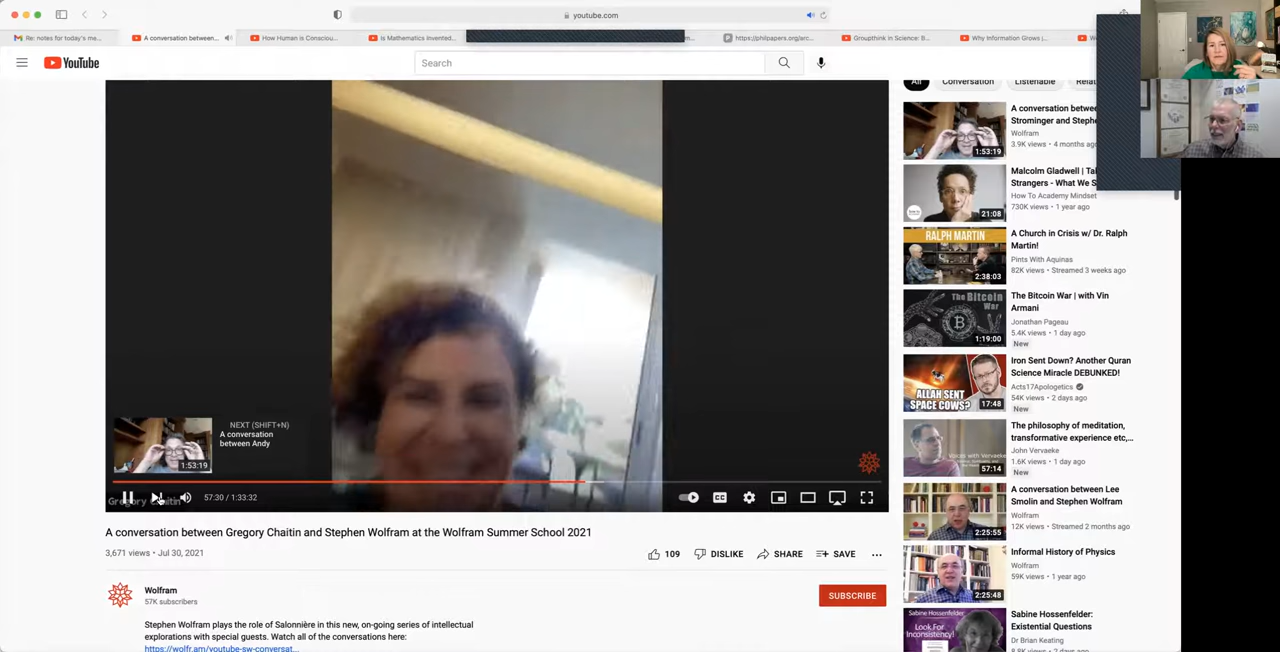 youtube.com
Re: notes for today's me...
A conversation between...
How Human is Consciou...
Is Mathematics Invented...
https://philpapers.org/arc...
Groupthink in Science: B...
Why Information Grows |...
YouTube
Search
All
Conversation
Listenable
Relat
A conversation betwee
Strominger and Stephe
Wolfram
3.9K views • 4 months ago
1:53:19
Malcolm Gladwell | Tal
Strangers - What We S
How To Academy Mindset
730K views • 1 year ago
21:08
RALPH MARTIN
A Church in Crisis w/ Dr. Ralph
Martin!
Pints With Aquinas
82K views • Streamed 3 weeks ago
2:38:03
The Bitcoin War
The Bitcoin War | with Vin
Armani
Jonathan Pageau
5.4K views • 1 day ago
New
1:19:00
Iron Sent Down? Another Quran
Science Miracle DEBUNKED!
Acts17Apologetics
54K views • 2 days ago
New
ALLAH SENT
SPACE COWS?
17:48
The philosophy of meditation,
transformative experience etc,...
John Vervaeke
1.6K views • 1 day ago
New
57:14
A conversation between Lee
Smolin and Stephen Wolfram
Wolfram
12K views • Streamed 2 months ago
2:25:55
Informal History of Physics
Wolfram
59K views • 1 year ago
2:25:48
Sabine Hossenfelder:
Existential Questions
Dr Brian Keating
SABINE HOSSENFELDER
Look For
Inconsistency!
NEXT (SHIFT+N)
A conversation
between Andy
1:53:19
Gregory Chaitin
57:30 / 1:33:32
CC
A conversation between Gregory Chaitin and Stephen Wolfram at the Wolfram Summer School 2021
3,671 views • Jul 30, 2021
109
DISLIKE
SHARE
SAVE
Wolfram
57K subscribers
SUBSCRIBE
Stephen Wolfram plays the role of Salonnière in this new, on-going series of intellectual
explorations with special guests. Watch all of the conversations here:
https://wolfr.am/youtube-sw-conversat...